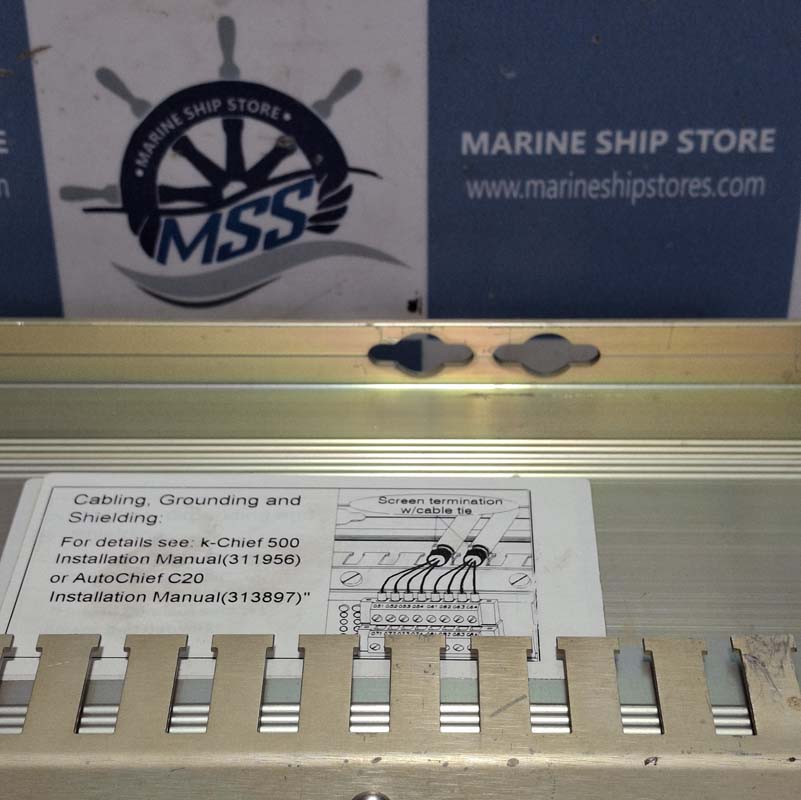 •MARINE SHIP STORE•
MSS
MARINE SHIP STORE
www.marineshipstores.com
Cabling, Grounding and
Shielding:
For details see: k-Chief 500
Installation Manual(311956)
or AutoChief C20
Installation Manual(313897)"
Screen termination
w/cable tie